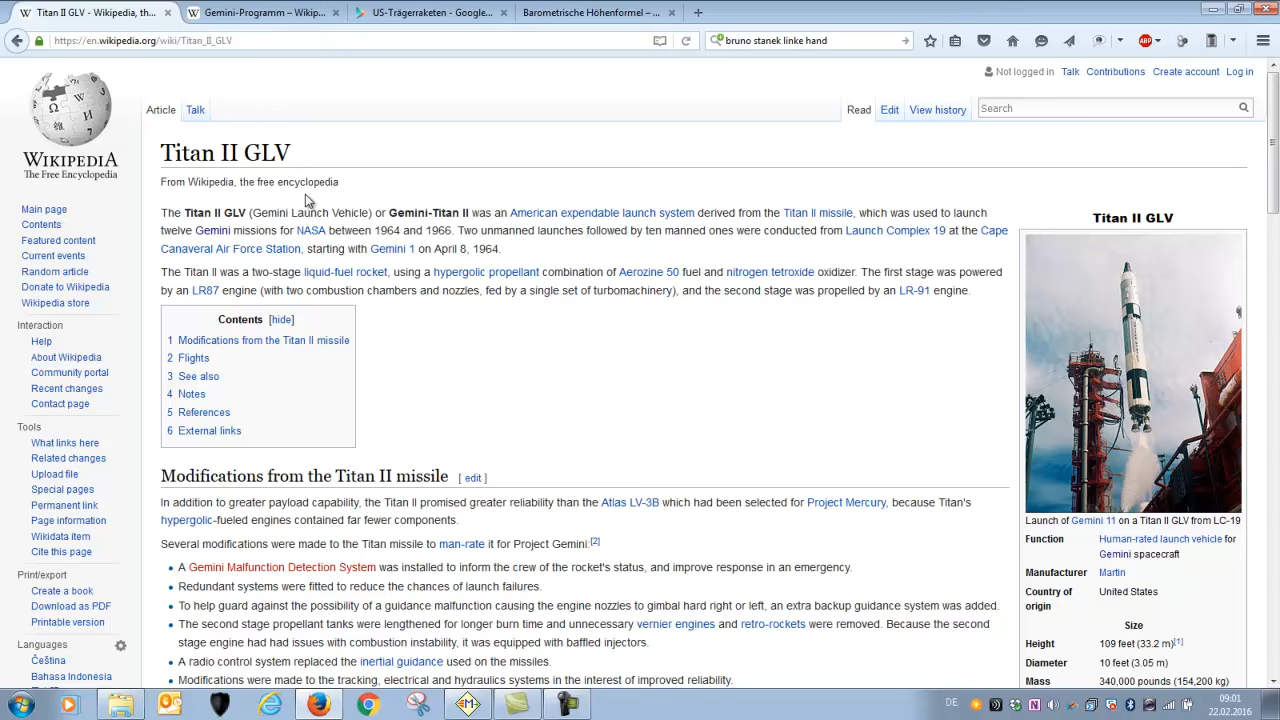 Titan II GLV - Wikipedia, th...
Gemini-Programm – Wikip...
US-Trägerraketen - Google...
Barometrische Höhenformel – ...
https://en.wikipedia.org/wiki/Titan_II_GLV
bruno stanek linke hand
ABP
Not logged in Talk Contributions Create account Log in
Article Talk
Read Edit View history
Search
WIKIPEDIA
The Free Encyclopedia
Main page
Contents
Featured content
Current events
Random article
Donate to Wikipedia
Wikipedia store
Interaction
Help
About Wikipedia
Community portal
Recent changes
Contact page
Tools
What links here
Related changes
Upload file
Special pages
Permanent link
Page information
Wikidata item
Cite this page
Print/export
Create a book
Download as PDF
Printable version
Languages
Čeština
Bahasa Indonesia
Titan II GLV
From Wikipedia, the free encyclopedia
The Titan II GLV (Gemini Launch Vehicle) or Gemini-Titan II was an American expendable launch system derived from the Titan II missile, which was used to launch
twelve Gemini missions for NASA between 1964 and 1966. Two unmanned launches followed by ten manned ones were conducted from Launch Complex 19 at the Cape
Canaveral Air Force Station, starting with Gemini 1 on April 8, 1964.
The Titan II was a two-stage liquid-fuel rocket, using a hypergolic propellant combination of Aerozine 50 fuel and nitrogen tetroxide oxidizer. The first stage was powered
by an LR87 engine (with two combustion chambers and nozzles, fed by a single set of turbomachinery), and the second stage was propelled by an LR-91 engine.
Contents [hide]
1 Modifications from the Titan II missile
2 Flights
3 See also
4 Notes
5 References
6 External links
Modifications from the Titan II missile [ edit ]
In addition to greater payload capability, the Titan II promised greater reliability than the Atlas LV-3B which had been selected for Project Mercury, because Titan's
hypergolic-fueled engines contained far fewer components.
Several modifications were made to the Titan missile to man-rate it for Project Gemini:[2]
• A Gemini Malfunction Detection System was installed to inform the crew of the rocket's status, and improve response in an emergency.
• Redundant systems were fitted to reduce the chances of launch failures.
• To help guard against the possibility of a guidance malfunction causing the engine nozzles to gimbal hard right or left, an extra backup guidance system was added.
• The second stage propellant tanks were lengthened for longer burn time and unnecessary vernier engines and retro-rockets were removed. Because the second
stage engine had had issues with combustion instability, it was equipped with baffled injectors.
• A radio control system replaced the inertial guidance used on the missiles.
• Modifications were made to the tracking, electrical and hydraulics systems in the interest of improved reliability.
Titan II GLV
Launch of Gemini 11 on a Titan II GLV from LC-19
Function Human-rated launch vehicle for
Gemini spacecraft
Manufacturer Martin
Country of United States
origin
Size
Height 109 feet (33.2 m)[1]
Diameter 10 feet (3.05 m)
Mass 340,000 pounds (154,200 kg)
DE
09:01
22.02.2016